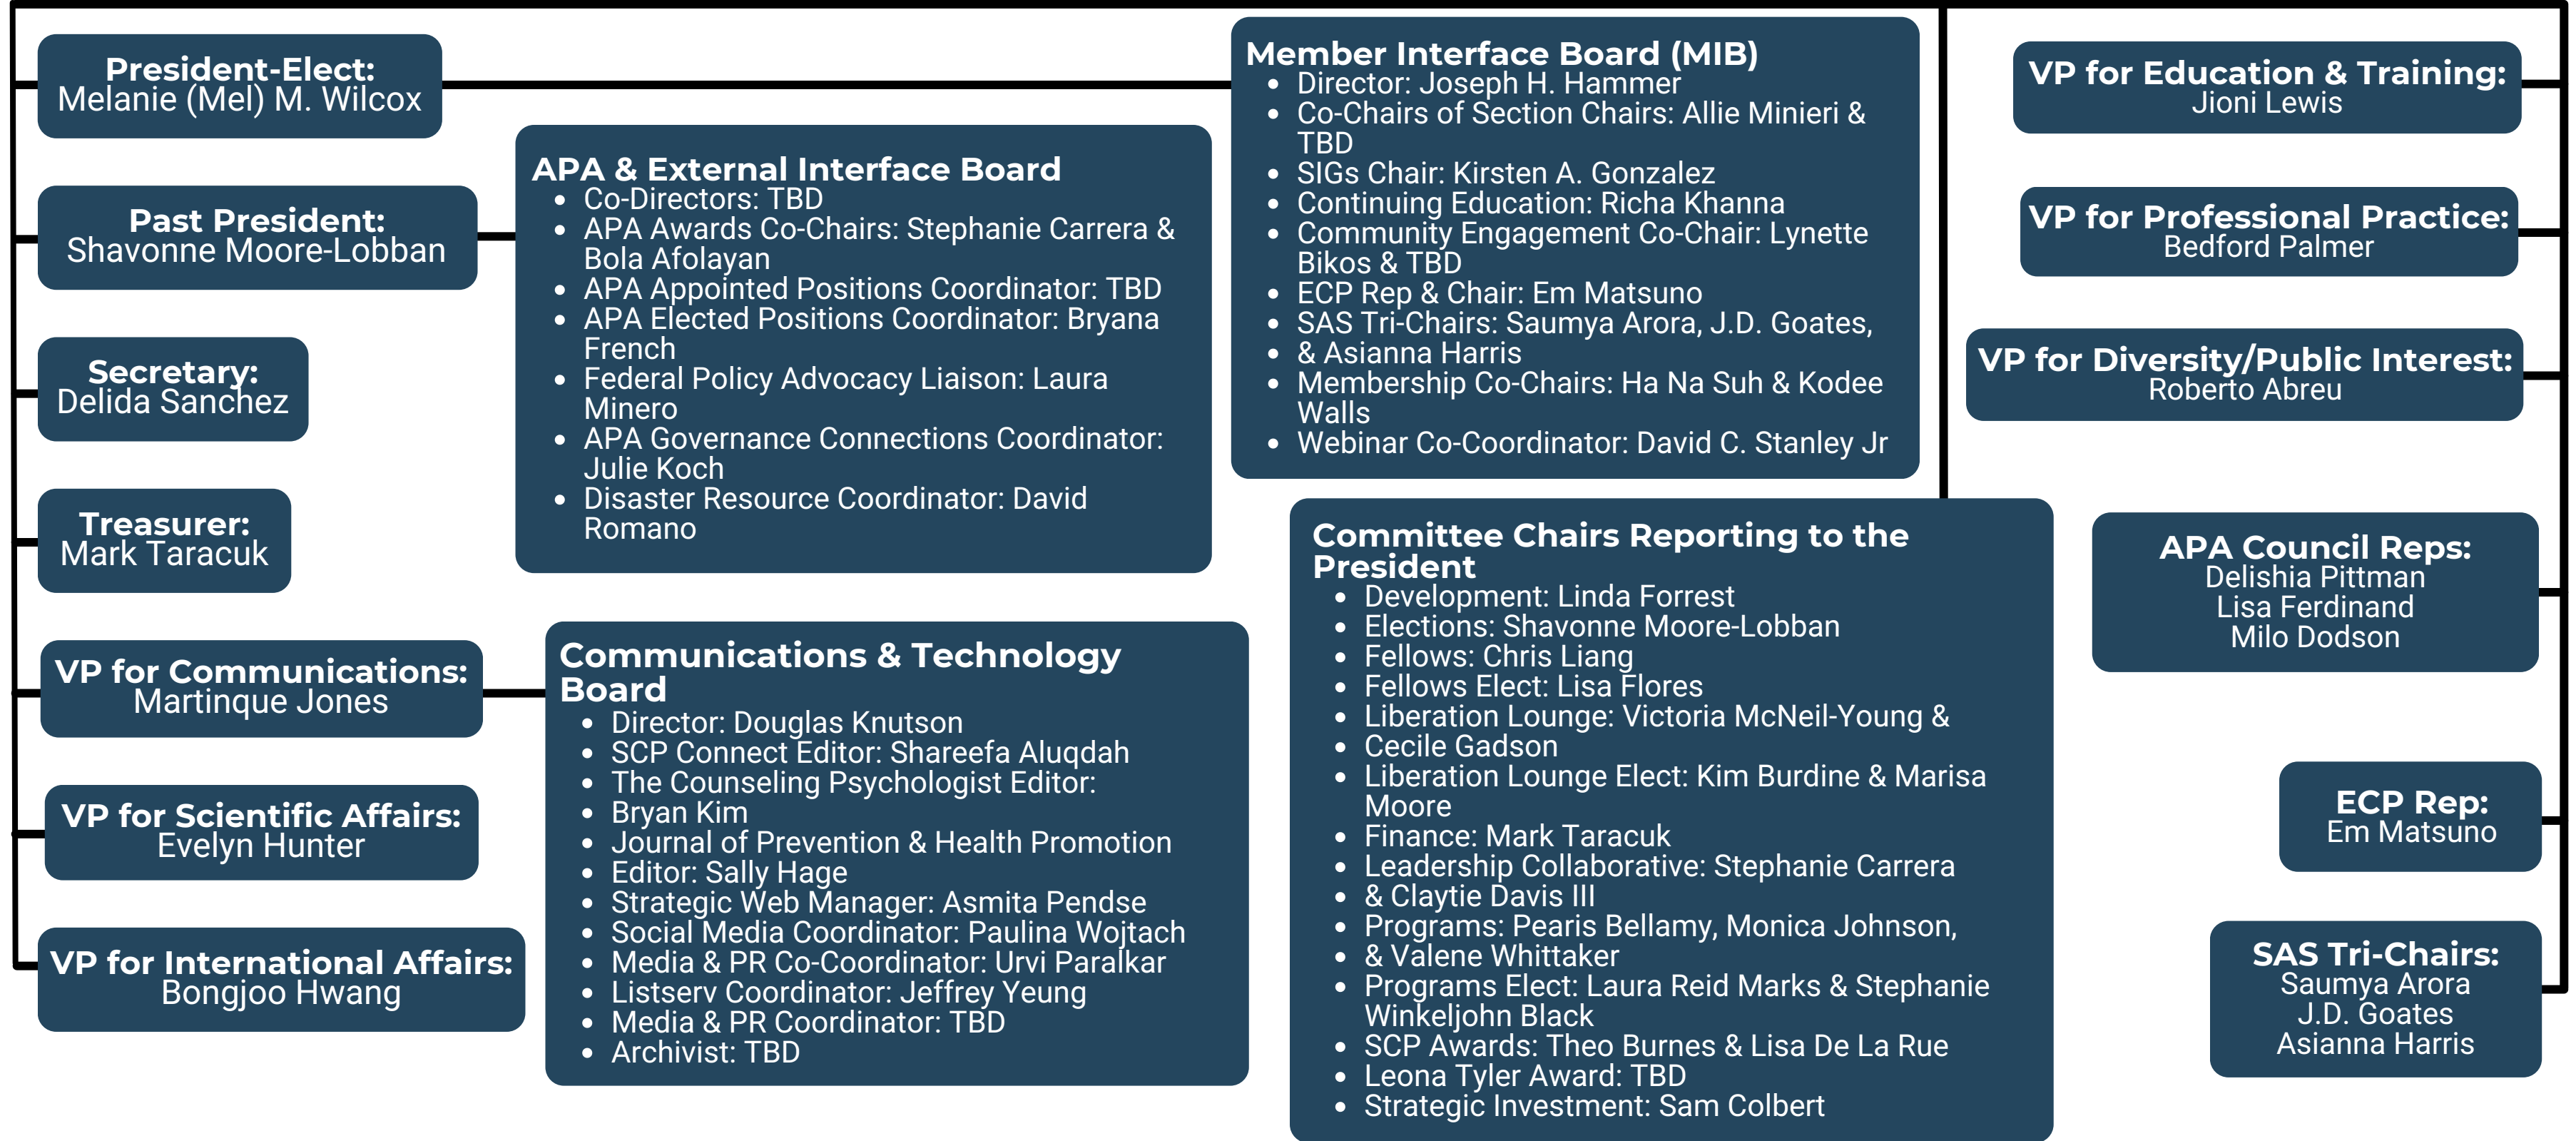 President-Elect:
Melanie (Mel) M. Wilcox
Past President:
Shavonne Moore-Lobban
Secretary:
Delida Sanchez
Treasurer:
Mark Taracuk
VP for Communications:
Martinque Jones
VP for Scientific Affairs:
Evelyn Hunter
VP for International Affairs:
Bongjoo Hwang
APA & External Interface Board
• Co-Directors: TBD
• APA Awards Co-Chairs: Stephanie Carrera &
Bola Afolayan
• APA Appointed Positions Coordinator: TBD
• APA Elected Positions Coordinator: Bryana
French
• Federal Policy Advocacy Liaison: Laura
Minero
• APA Governance Connections Coordinator:
Julie Koch
• Disaster Resource Coordinator: David
Romano
Communications & Technology
Board
• Director: Douglas Knutson
• SCP Connect Editor: Shareefa Aluqdah
• The Counseling Psychologist Editor:
• Bryan Kim
• Journal of Prevention & Health Promotion
• Editor: Sally Hage
• Strategic Web Manager: Asmita Pendse
• Social Media Coordinator: Paulina Wojtach
• Media & PR Co-Coordinator: Urvi Paralkar
• Listserv Coordinator: Jeffrey Yeung
• Media & PR Coordinator: TBD
• Archivist: TBD
Member Interface Board (MIB)
• Director: Joseph H. Hammer
• Co-Chairs of Section Chairs: Allie Minieri &
TBD
• SIGs Chair: Kirsten A. Gonzalez
• Continuing Education: Richa Khanna
• Community Engagement Co-Chair: Lynette
Bikos & TBD
• ECP Rep & Chair: Em Matsuno
• SAS Tri-Chairs: Saumya Arora, J.D. Goates,
• & Asianna Harris
• Membership Co-Chairs: Ha Na Suh & Kodee
Walls
• Webinar Co-Coordinator: David C. Stanley Jr
Committee Chairs Reporting to the
President
• Development: Linda Forrest
• Elections: Shavonne Moore-Lobban
• Fellows: Chris Liang
• Fellows Elect: Lisa Flores
• Liberation Lounge: Victoria McNeil-Young &
• Cecile Gadson
• Liberation Lounge Elect: Kim Burdine & Marisa
Moore
• Finance: Mark Taracuk
• Leadership Collaborative: Stephanie Carrera
• & Claytie Davis III
• Programs: Pearis Bellamy, Monica Johnson,
• & Valene Whittaker
• Programs Elect: Laura Reid Marks & Stephanie
Winkeljohn Black
• SCP Awards: Theo Burnes & Lisa De La Rue
• Leona Tyler Award: TBD
• Strategic Investment: Sam Colbert
VP for Education & Training:
Jioni Lewis
VP for Professional Practice:
Bedford Palmer
VP for Diversity/Public Interest:
Roberto Abreu
APA Council Reps:
Delishia Pittman
Lisa Ferdinand
Milo Dodson
ECP Rep:
Em Matsuno
SAS Tri-Chairs:
Saumya Arora
J.D. Goates
Asianna Harris